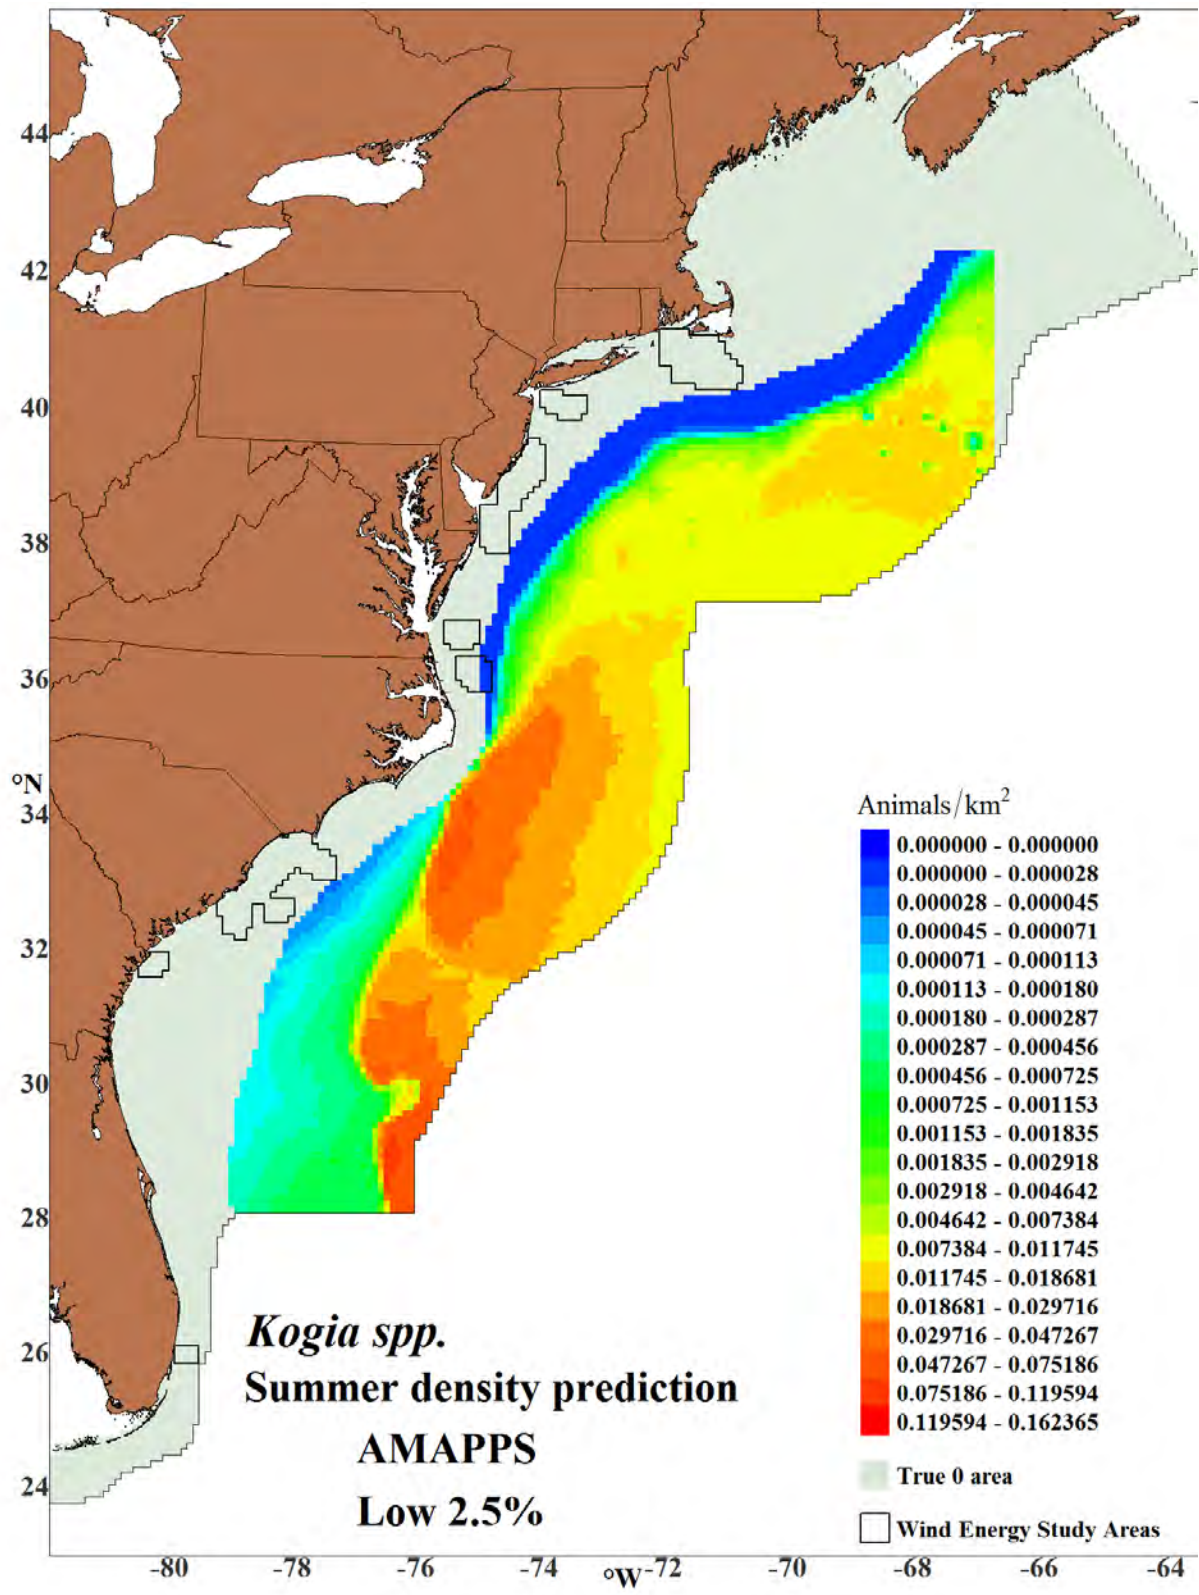 44
42
40
38
36
°N
34
32
30
28
26
24
Animals/km²
0.000000 - 0.000000
0.000000 - 0.000028
0.000028 - 0.000045
0.000045 - 0.000071
0.000071 - 0.000113
0.000113 - 0.000180
0.000180 - 0.000287
0.000287 - 0.000456
0.000456 - 0.000725
0.000725 - 0.001153
0.001153 - 0.001835
0.001835 - 0.002918
0.002918 - 0.004642
0.004642 - 0.007384
0.007384 - 0.011745
0.011745 - 0.018681
0.018681 - 0.029716
0.029716 - 0.047267
0.047267 - 0.075186
0.075186 - 0.119594
0.119594 - 0.162365
True 0 area
Wind Energy Study Areas
Kogia spp.
Summer density prediction
AMAPPS
Low 2.5%
-80 -78 -76 -74 °W -72 -70 -68 -66 -64